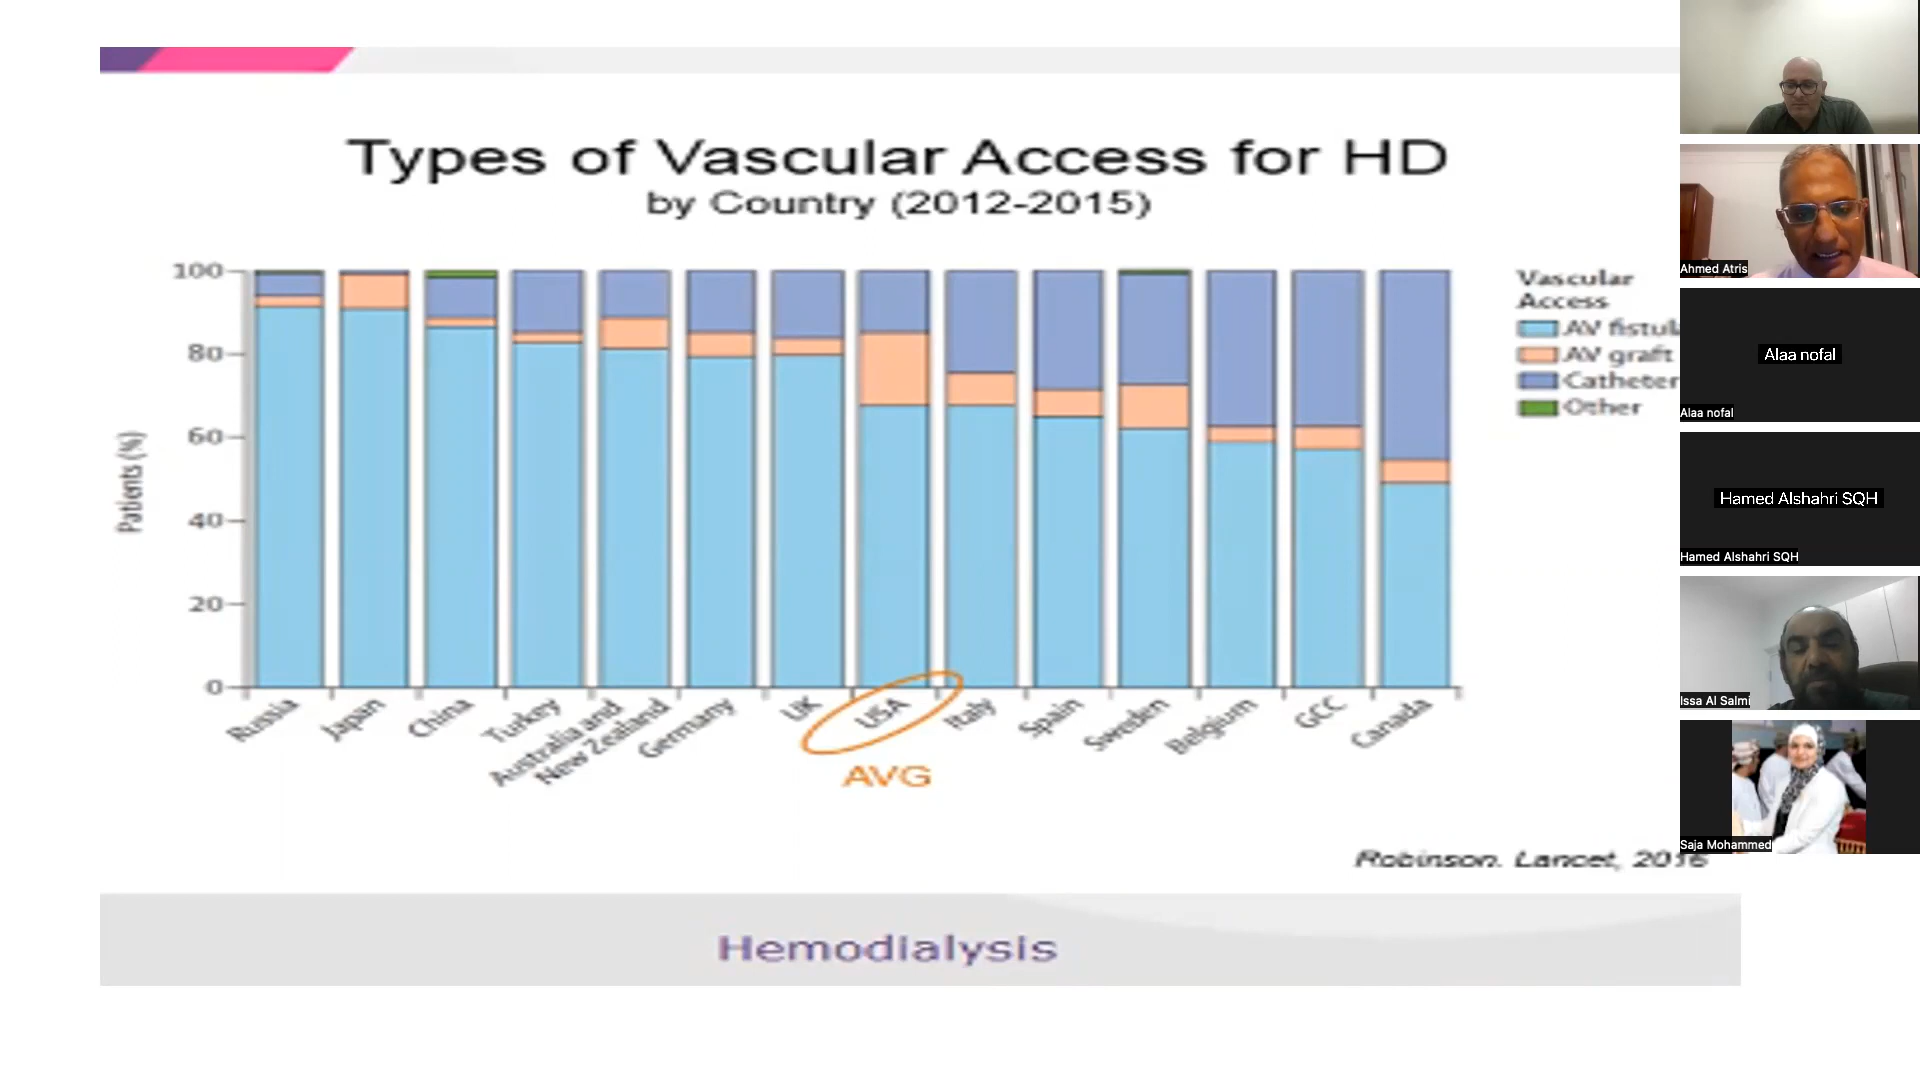 Types of Vascular Access for HD
by Country (2012-2015)
100
80
60
40
20
0
Patients (%)
Russia
Japan
China
Turkey
Australia and
New Zealand
Germany
UK
USA
Italy
Spain
Sweden
Belgium
GCC
Canada
AVG
Vascular
Access
AV fistul
AV graft
Catheter
Other
Robinson. Lancet, 2016
Hemodialysis
Ahmed Atris
Alaa nofal
Alaa nofal
Hamed Alshahri SQH
Hamed Alshahri SQH
Issa Al Salmi
Saja Mohammed